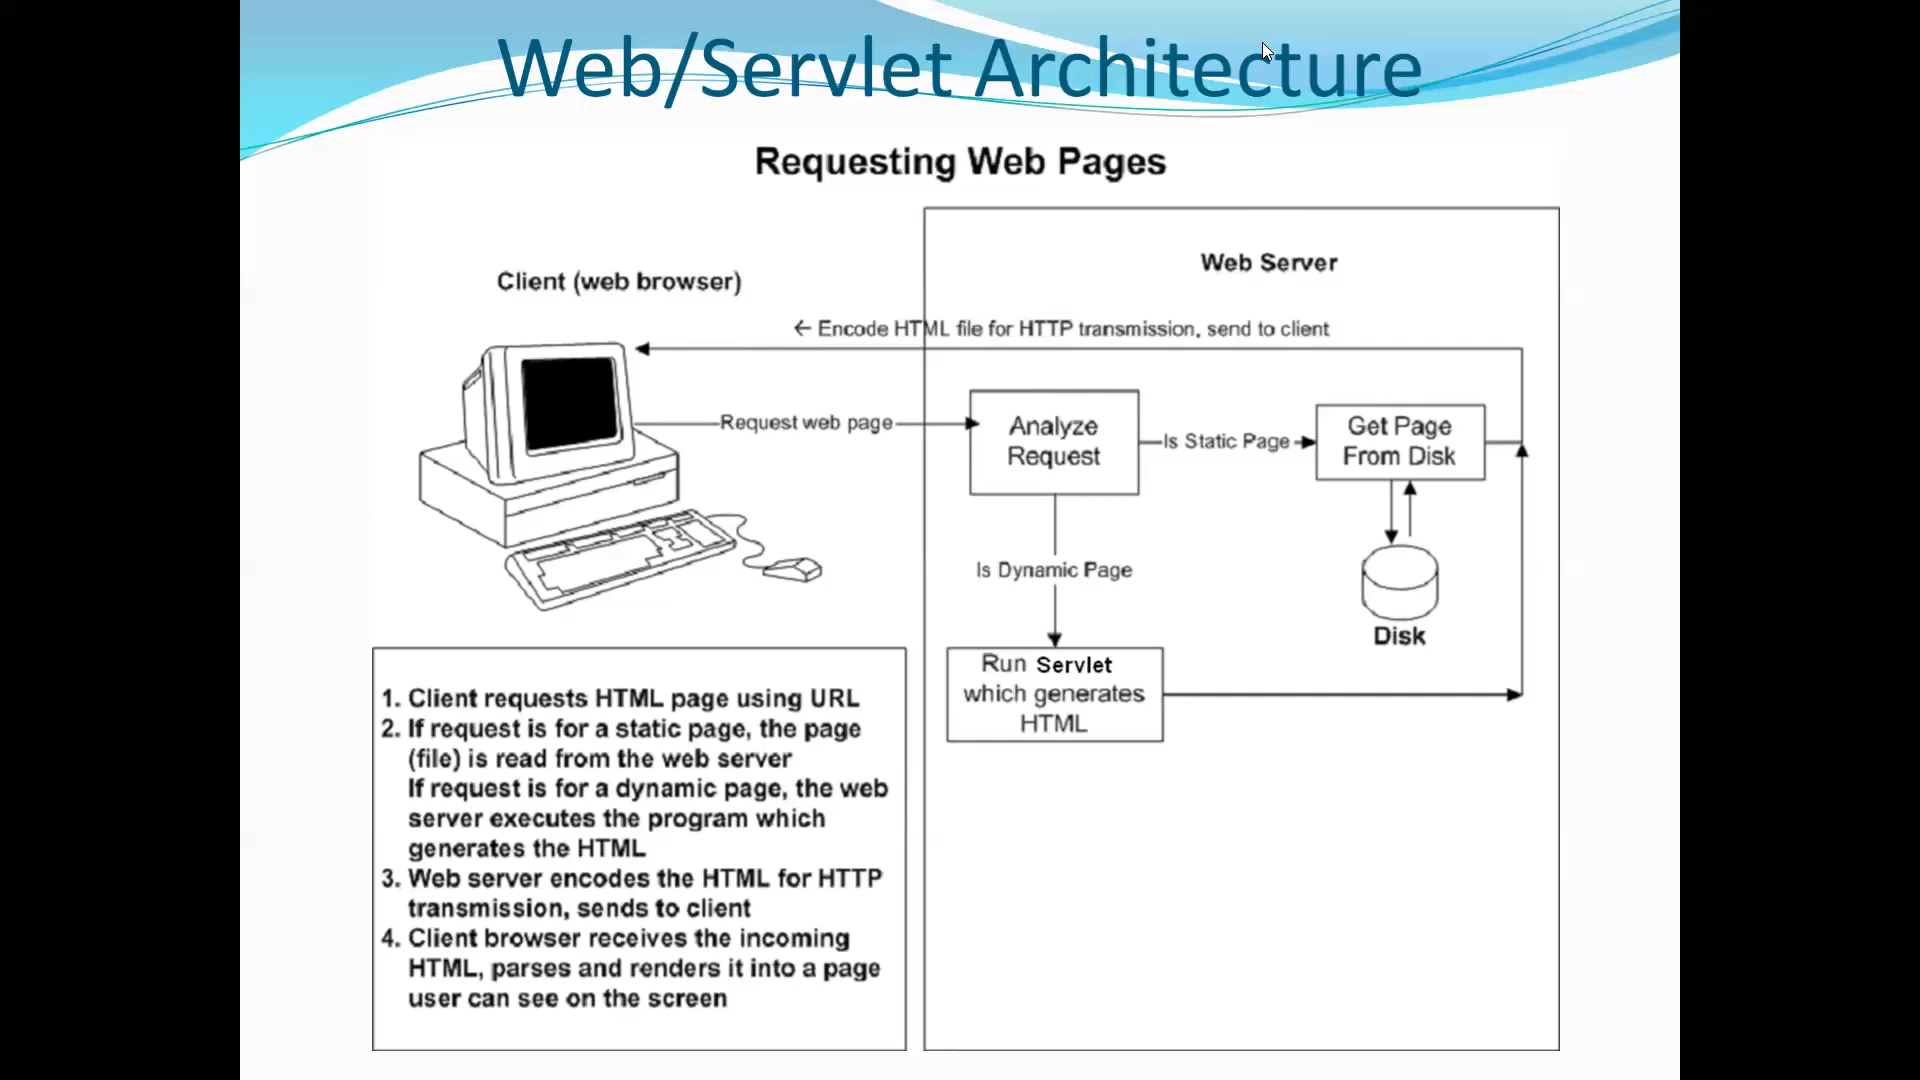 Web/Servlet Architecture
Requesting Web Pages
Web Server
Client (web browser)
← Encode HTML file for HTTP transmission, send to client
Request web page
Analyze
Request
Is Static Page
Get Page
From Disk
Is Dynamic Page
Disk
Run Servlet
which generates
HTML
1. Client requests HTML page using URL
2. If request is for a static page, the page
(file) is read from the web server
If request is for a dynamic page, the web
server executes the program which
generates the HTML
3. Web server encodes the HTML for HTTP
transmission, sends to client
4. Client browser receives the incoming
HTML, parses and renders it into a page
user can see on the screen